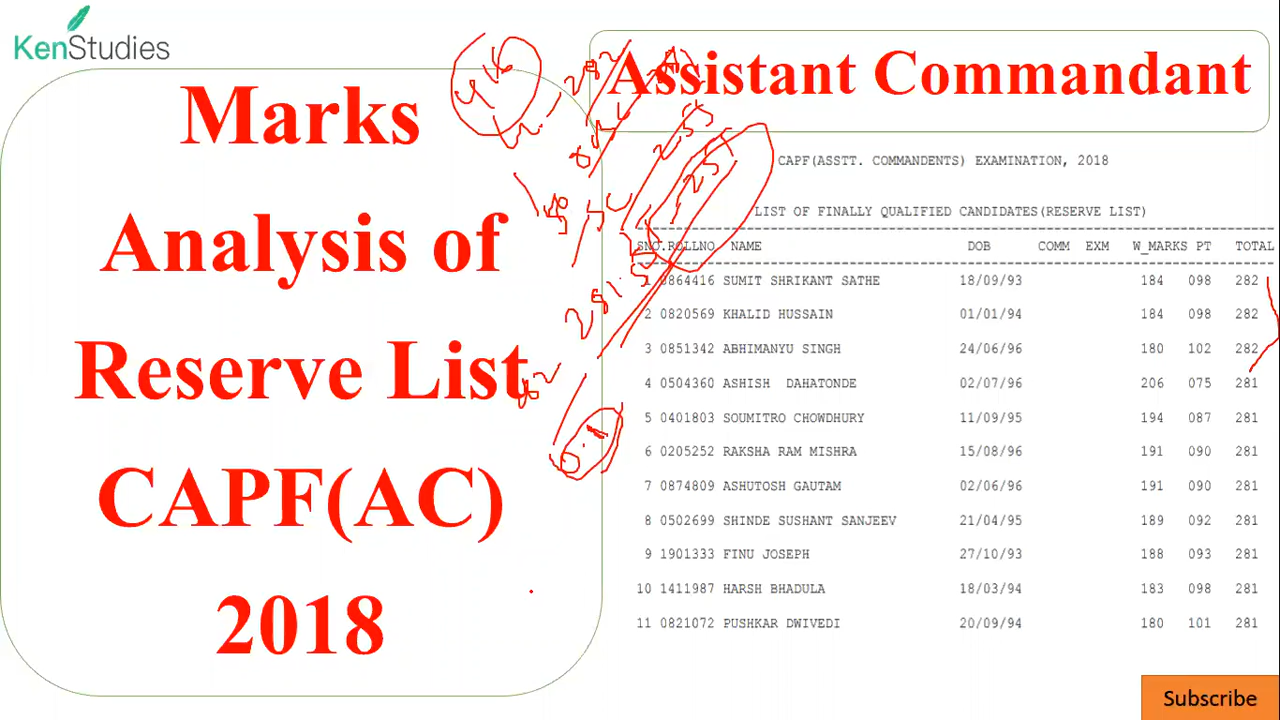 KenStudies
Marks
Analysis of
Reserve List
CAPF(AC)
2018
Assistant Commandant
CAPF(ASSTT. COMMANDENTS) EXAMINATION, 2018
LIST OF FINALLY QUALIFIED CANDIDATES(RESERVE LIST)
SNO.ROLLNO NAME DOB COMM EXM W_MARKS PT TOTAL
1 0864416 SUMIT SHRIKANT SATHE 18/09/93 184 098 282
2 0820569 KHALID HUSSAIN 01/01/94 184 098 282
3 0851342 ABHIMANYU SINGH 24/06/96 180 102 282
4 0504360 ASHISH DAHATONDE 02/07/96 206 075 281
5 0401803 SOUMITRO CHOWDHURY 11/09/95 194 087 281
6 0205252 RAKSHA RAM MISHRA 15/08/96 191 090 281
7 0874809 ASHUTOSH GAUTAM 02/06/96 191 090 281
8 0502699 SHINDE SUSHANT SANJEEV 21/04/95 189 092 281
9 1901333 FINU JOSEPH 27/10/93 188 093 281
10 1411987 HARSH BHADULA 18/03/94 183 098 281
11 0821072 PUSHKAR DWIVEDI 20/09/94 180 101 281
Subscribe